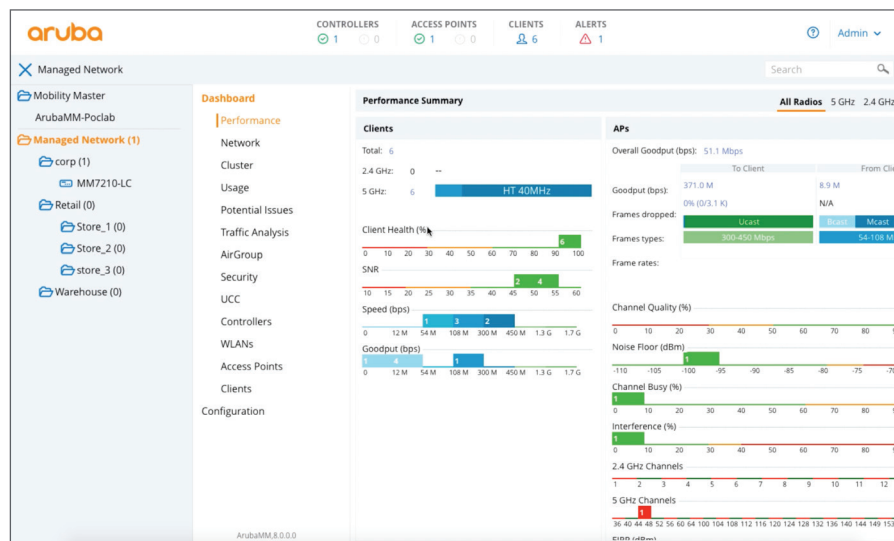 aruba
CONTROLLERS ACCESS POINTS CLIENTS ALERTS
1 0 1 0 6 1
Admin
Managed Network
Search
Mobility Master
ArubaMM-Poclab
Managed Network (1)
corp (1)
MM7210-LC
Retail (0)
Store_1 (0)
Store_2 (0)
store_3 (0)
Warehouse (0)
Dashboard
Performance
Network
Cluster
Usage
Potential Issues
Traffic Analysis
AirGroup
Security
UCC
Controllers
WLANs
Access Points
Clients
Configuration
ArubaMM,8.0.0.0
Performance Summary
All Radios 5 GHz 2.4 GHz
Clients
Total: 6
2.4 GHz: 0 --
5 GHz: 6 HT 40MHz
Client Health (%)
6
0 10 20 30 40 50 60 70 80 90 100
SNR
2 4
10 15 20 25 35 40 45 50 55 60
Speed (bps)
1 3 2
0 12 M 54 M 108 M 300 M 450 M 1.3 G 1.7 G
Goodput (bps)
1 4 1
0 12 M 54 M 108 M 300 M 450 M 1.3 G 1.7 G
APs
Overall Goodput (bps): 51.1 Mbps
To Client From Clie
Goodput (bps): 371.0 M 8.9 M
Frames dropped: 0% (0/3.1 K) N/A
Frames types: Ucast Bcast Mcast
Frame rates: 300-450 Mbps 54-108 M
Channel Quality (%)
0 10 20 30 40 50 60 70 80
Noise Floor (dBm)
1
-110 -105 -100 -95 -90 -85 -80 -75 -70
Channel Busy (%)
1
0 10 20 30 40 50 60 70 80
Interference (%)
1
0 10 20 30 40 50 60 70 80
2.4 GHz Channels
1 2 3 4 5 6 7 8 9 10 11 12
5 GHz Channels
1
36 40 44 48 52 56 60 64 100 104 108 112 116 120 124 128 132 136 140 144 149 153
EIRP (dBm)